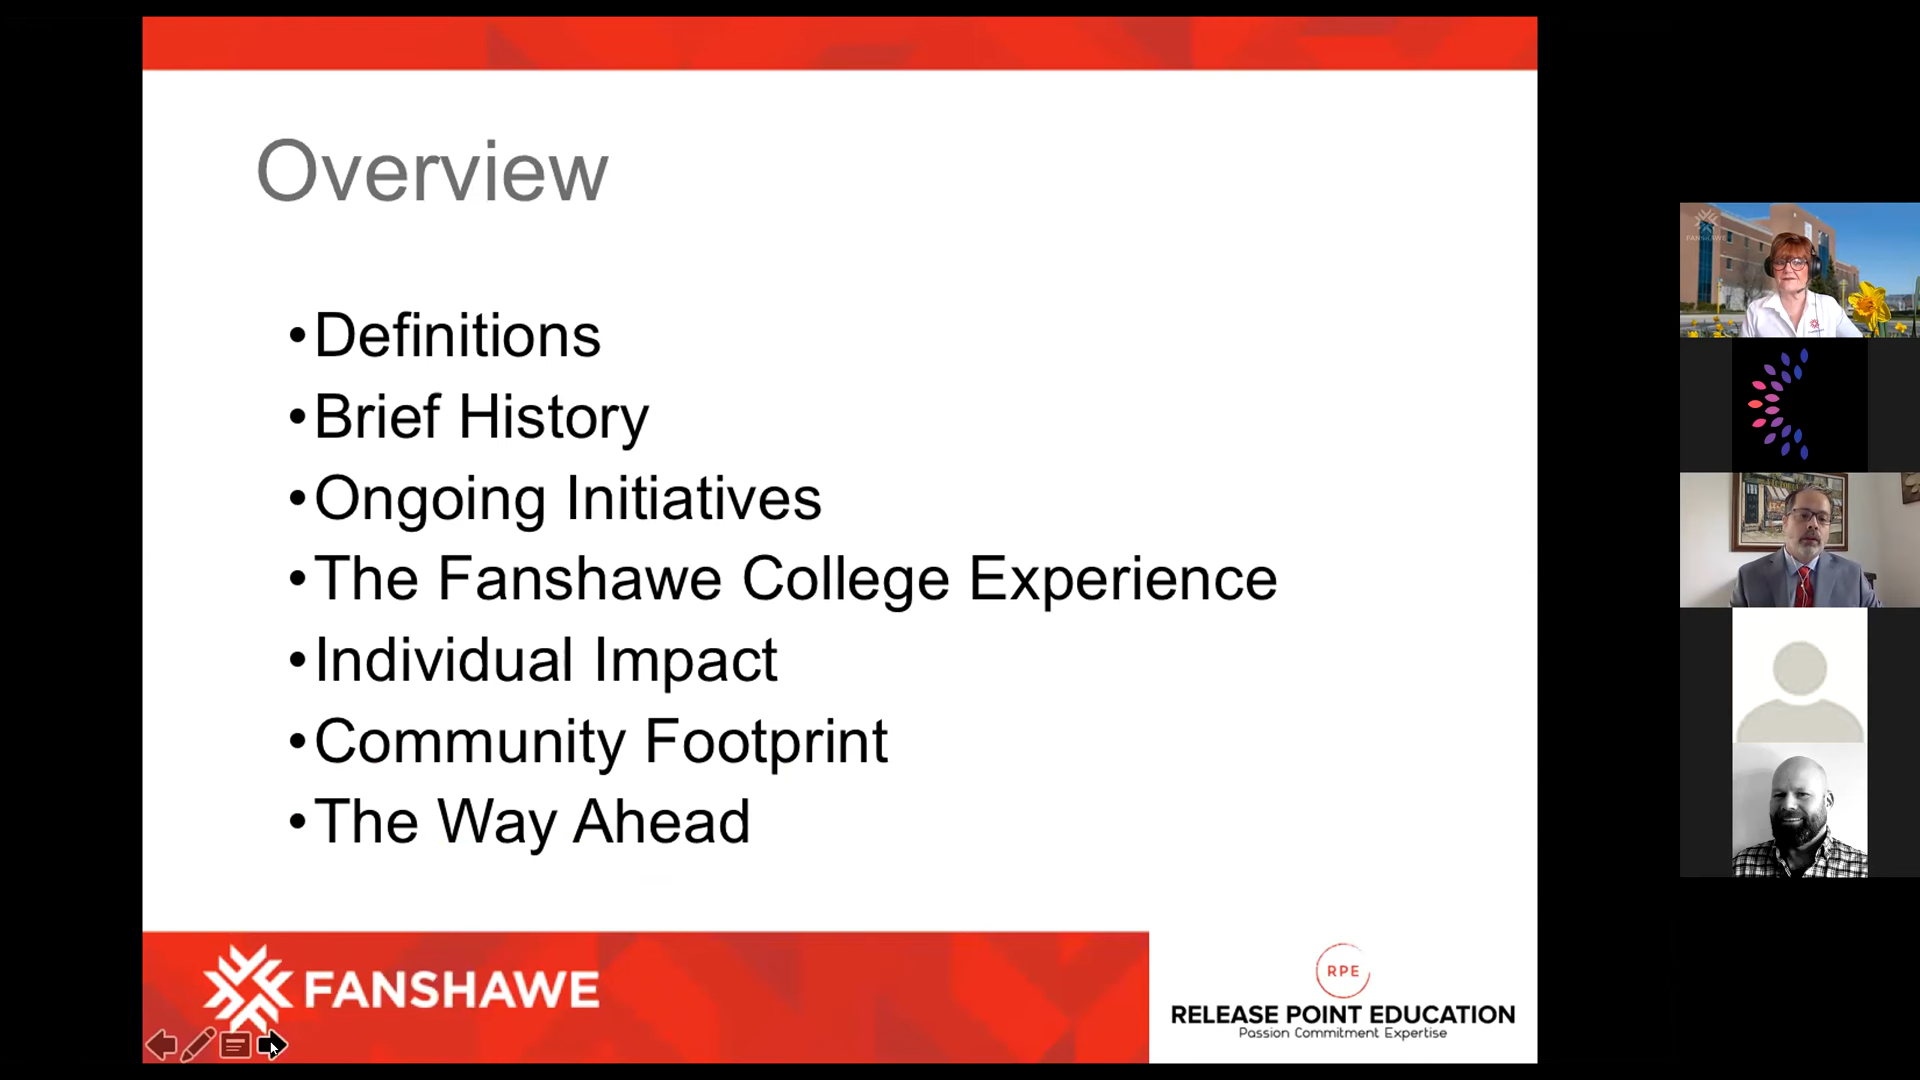 Overview
•Definitions
•Brief History
•Ongoing Initiatives
•The Fanshawe College Experience
•Individual Impact
•Community Footprint
•The Way Ahead
FANSHAWE
RPE
RELEASE POINT EDUCATION
Passion Commitment Expertise
FANSHAWE